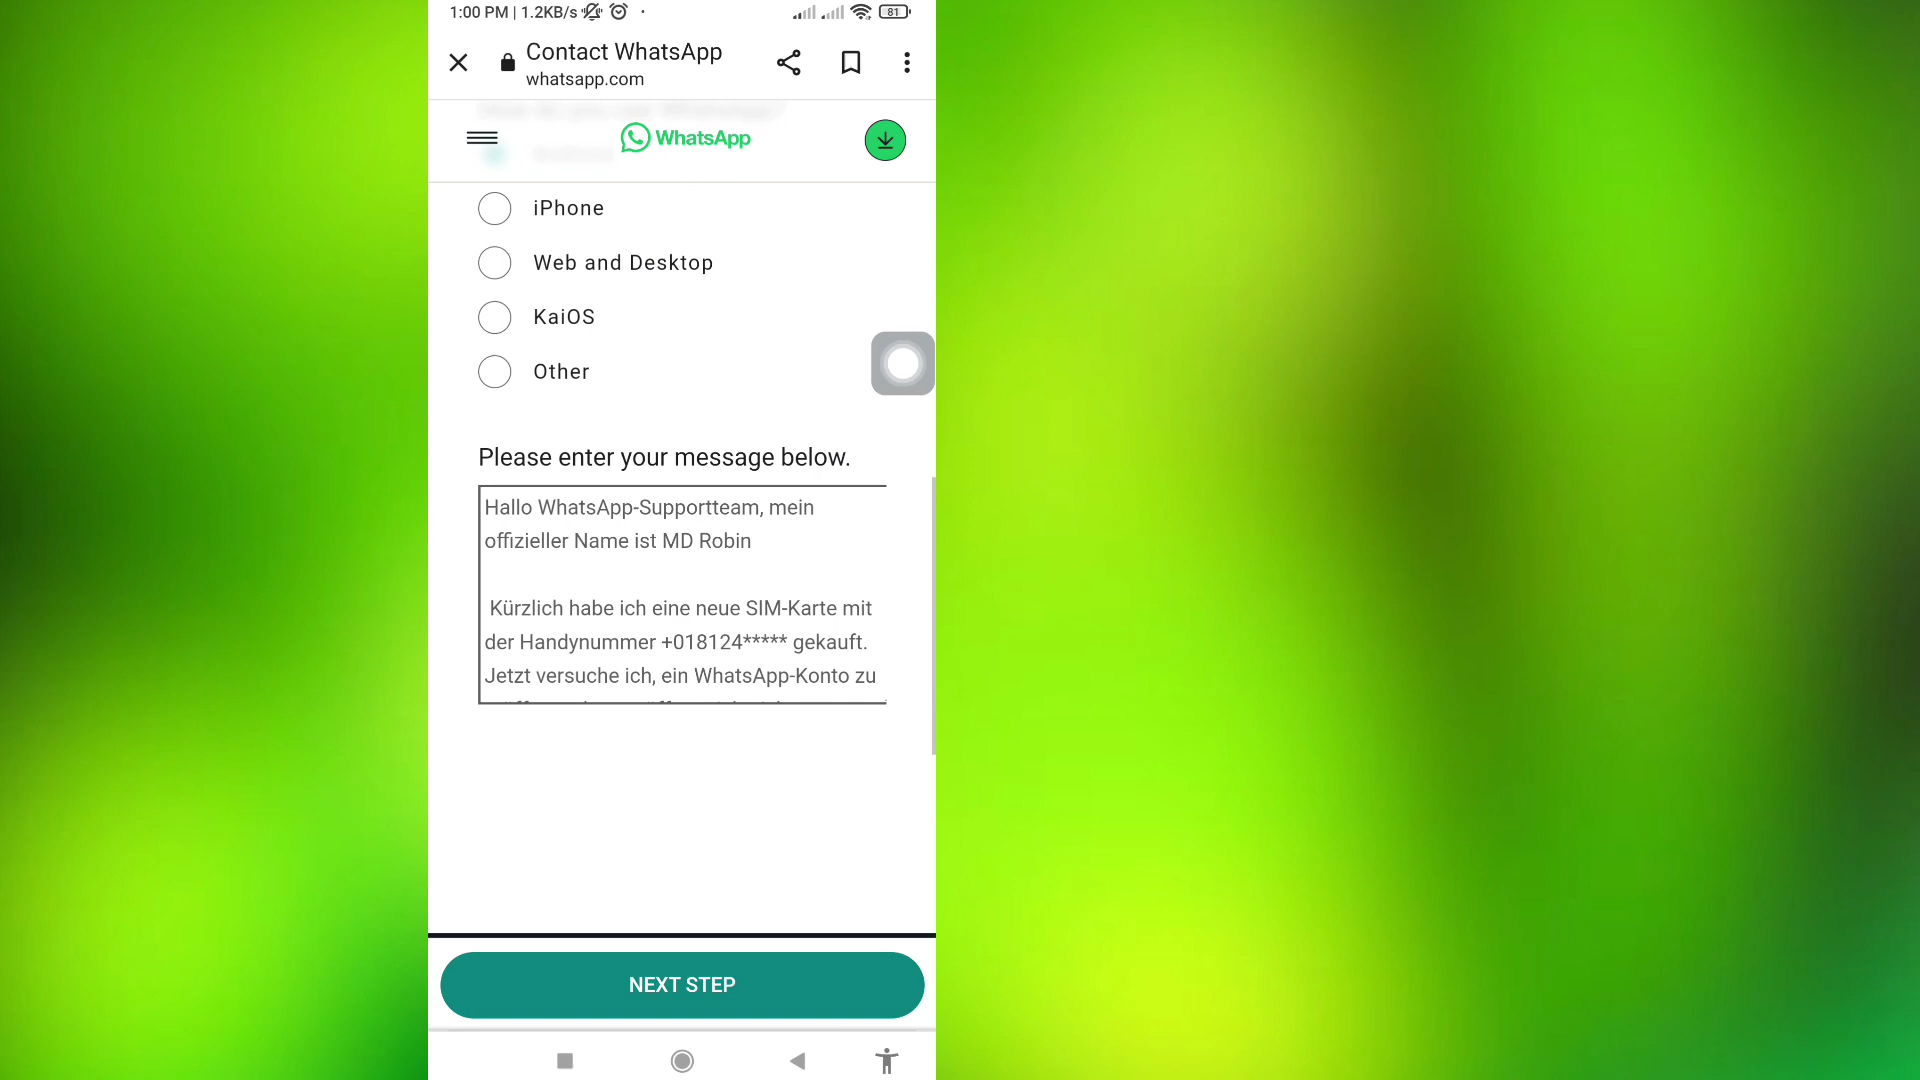 1:00 PM | 1.2KB/s 81
Contact WhatsApp
whatsapp.com
WhatsApp
iPhone
Web and Desktop
KaiOS
Other
Please enter your message below.
Hallo WhatsApp-Supportteam, mein
offizieller Name ist MD Robin
Kürzlich habe ich eine neue SIM-Karte mit
der Handynummer +018124***** gekauft.
Jetzt versuche ich, ein WhatsApp-Konto zu
NEXT STEP